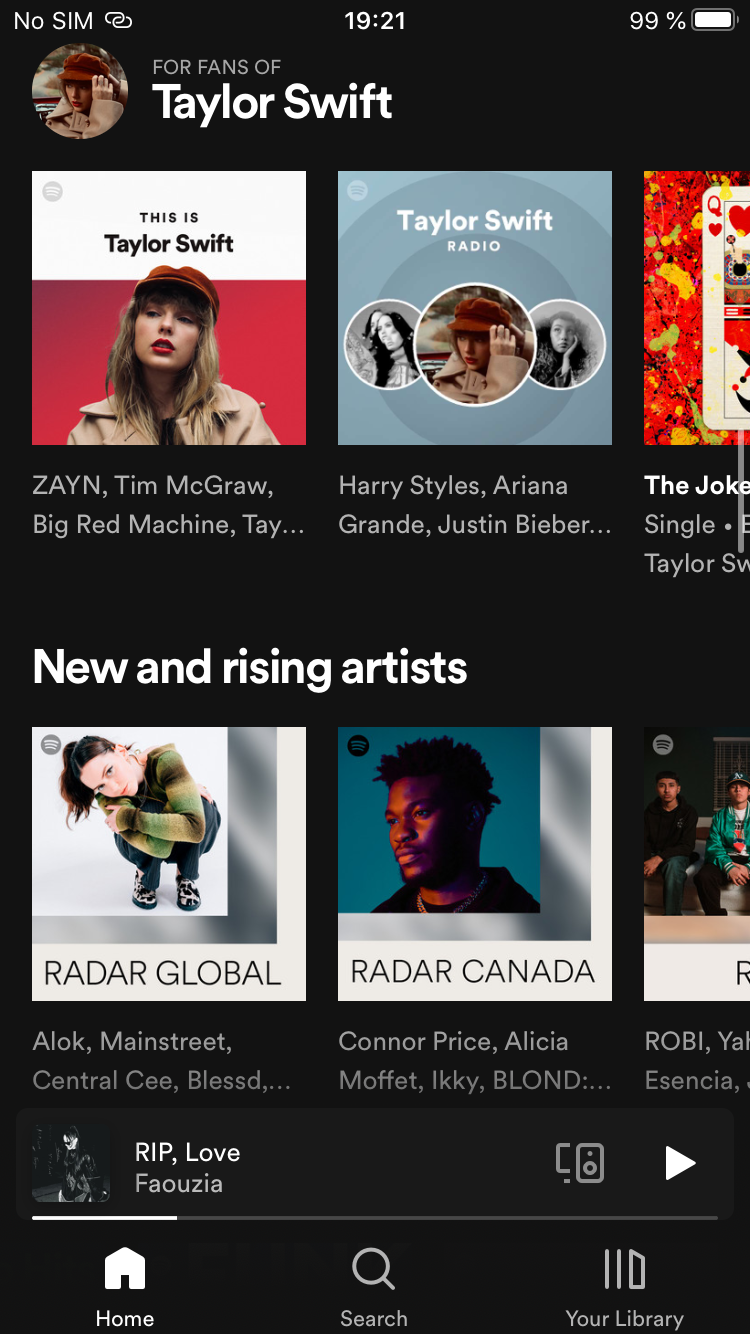 No SIM 19:21 99 %
FOR FANS OF
Taylor Swift
THIS IS
Taylor Swift
Taylor Swift
RADIO
ZAYN, Tim McGraw,
Big Red Machine, Tay...
Harry Styles, Ariana
Grande, Justin Bieber...
The Joke
Single •
Taylor Sw
New and rising artists
RADAR GLOBAL
RADAR CANADA
R
Alok, Mainstreet,
Central Cee, Blessd,...
Connor Price, Alicia
Moffet, Ikky, BLOND:...
ROBI, Yah
Esencia,
RIP, Love
Faouzia
Home
Search
Your Library